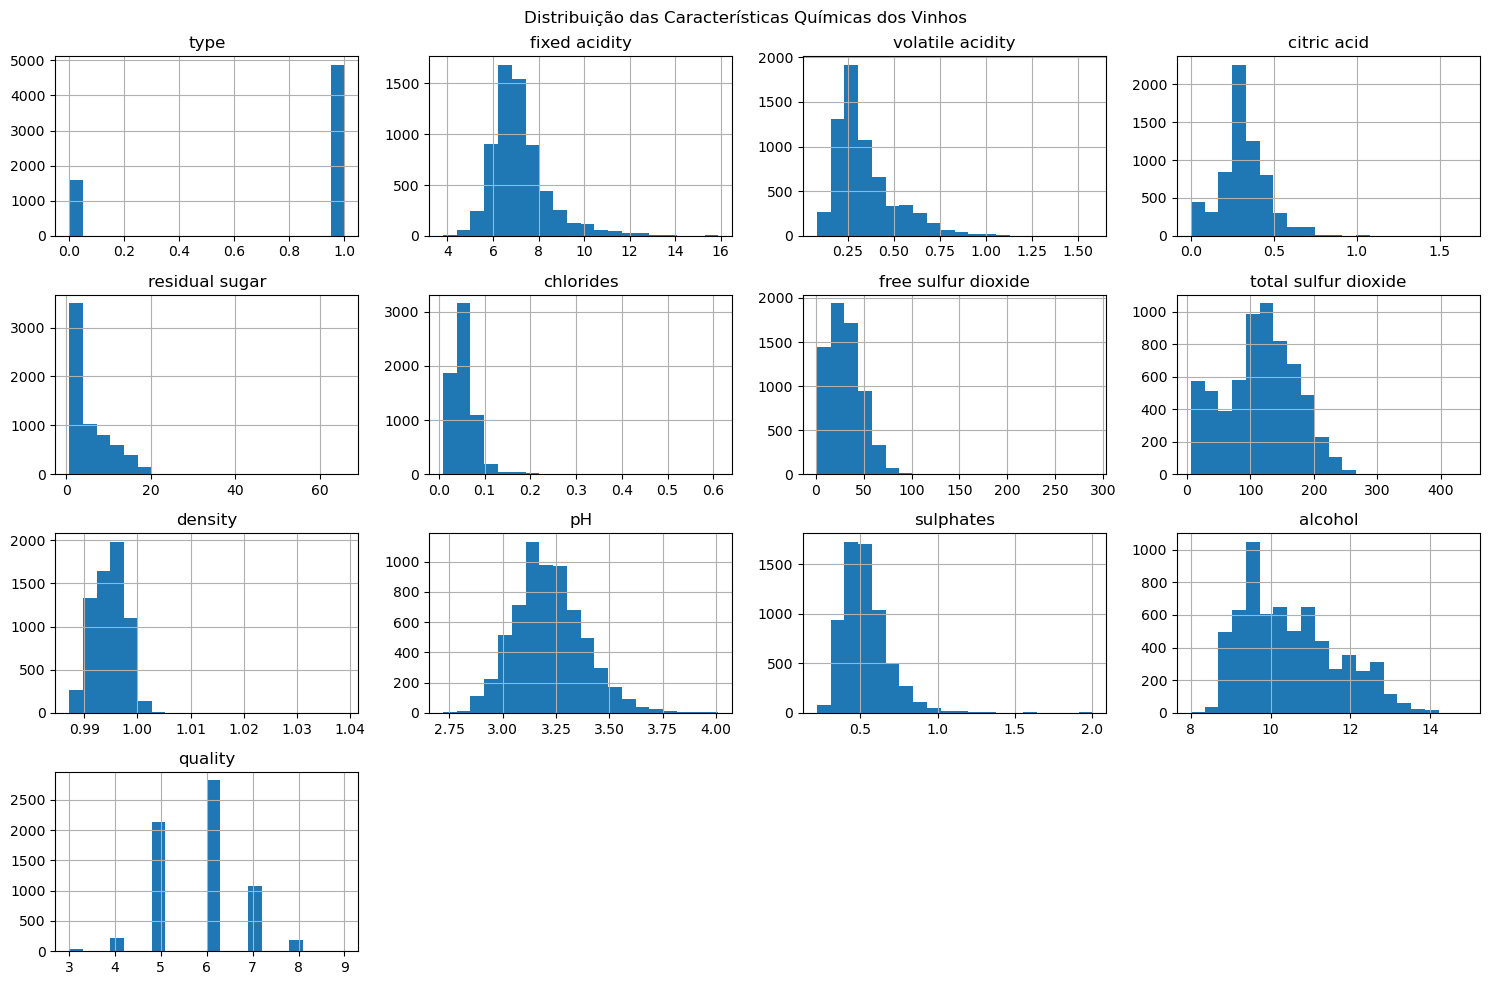 Distribuição das Característícas Químicas dos Vinhos
type
fixed acidity
volatile acidity
citric acid
5000
4000
3000
2000
1000
0
0.0 0.2 0.4 0.6 0.8 1.0
1500
1000
500
0
4 6 8 10 12 14 16
2000
1500
1000
500
0
0.25 0.50 0.75 1.00 1.25 1.50
2000
1500
1000
500
0
0.0 0.5 1.0 1.5
residual sugar
chlorides
free sulfur dioxide
total sulfur dioxide
3000
2000
1000
0
0 20 40 60
3000
2000
1000
0
0.0 0.1 0.2 0.3 0.4 0.5 0.6
2000
1500
1000
500
0
0 50 100 150 200 250 300
1000
800
600
400
200
0
0 100 200 300 400
density
pH
sulphates
alcohol
2000
1500
1000
500
0
0.99 1.00 1.01 1.02 1.03 1.04
1000
800
600
400
200
0
2.75 3.00 3.25 3.50 3.75 4.00
1500
1000
500
0
0.5 1.0 1.5 2.0
1000
800
600
400
200
0
8 10 12 14
quality
2500
2000
1500
1000
500
0
3 4 5 6 7 8 9